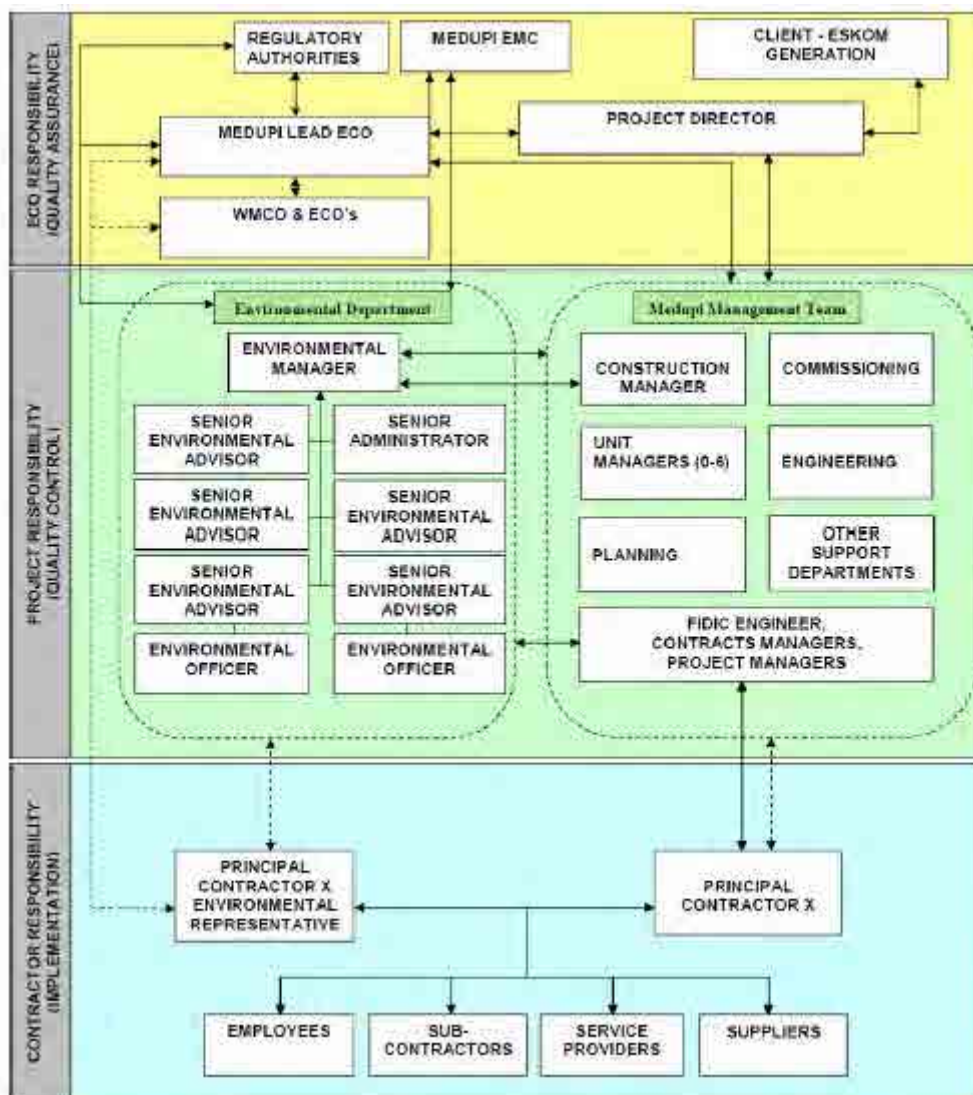 ECO RESPONSIBILITY
(QUALITY ASSURANCE)
REGULATORY
AUTHORITIES
MEDUPI EMC
CLIENT - ESKOM
GENERATION
MEDUPI LEAD ECO
PROJECT DIRECTOR
WMCO & ECO's
PROJECT RESPONSIBILITY
(QUALITY CONTROL)
Environmental Department
Medupi Management Team
ENVIRONMENTAL
MANAGER
CONSTRUCTION
MANAGER
COMMISSIONING
SENIOR
ENVIRONMENTAL
ADVISOR
SENIOR
ADMINISTRATOR
UNIT
MANAGERS (0-6)
ENGINEERING
SENIOR
ENVIRONMENTAL
ADVISOR
SENIOR
ENVIRONMENTAL
ADVISOR
PLANNING
OTHER
SUPPORT
DEPARTMENTS
SENIOR
ENVIRONMENTAL
ADVISOR
SENIOR
ENVIRONMENTAL
ADVISOR
ENVIRONMENTAL
OFFICER
ENVIRONMENTAL
OFFICER
FIDIC ENGINEER,
CONTRACTS MANAGERS,
PROJECT MANAGERS
CONTRACTOR RESPONSIBILITY
(IMPLEMENTATION)
PRINCIPAL
CONTRACTOR X
ENVIRONMENTAL
REPRESENTATIVE
PRINCIPAL
CONTRACTOR X
EMPLOYEES
SUB-
CONTRACTORS
SERVICE
PROVIDERS
SUPPLIERS